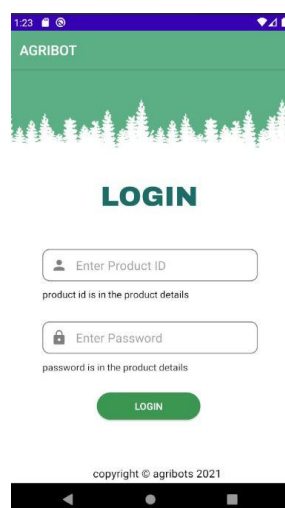 1:23
AGRIBOT
LOGIN
Enter Product ID
product id is in the product details
Enter Password
password is in the product details
LOGIN
copyright © agribots 2021